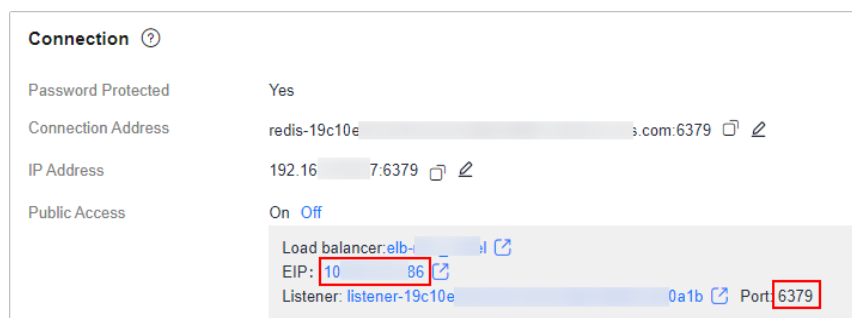 Connection
Password Protected Yes
Connection Address redis-19c10e s.com:6379
IP Address 192.16 7:6379
Public Access On Off
Load balancer:elb- el
EIP: 10 86
Listener: listener-19c10e 0a1b Port: 6379